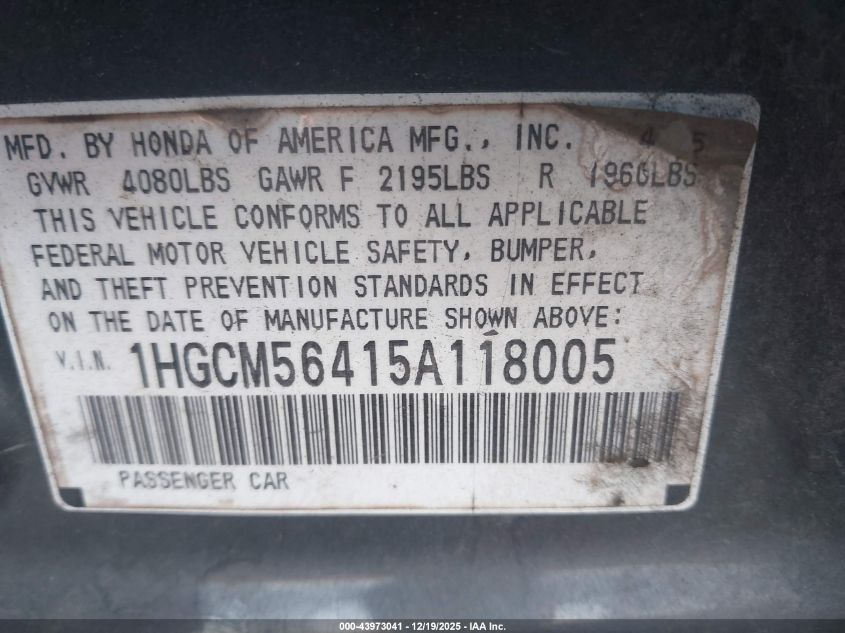 MFD. BY HONDA OF AMERICA MFG., INC. 4 5
GVWR 4080LBS GAWR F 2195LBS R 1960LBS
THIS VEHICLE CONFORMS TO ALL APPLICABLE
FEDERAL MOTOR VEHICLE SAFETY, BUMPER,
AND THEFT PREVENTION STANDARDS IN EFFECT
ON THE DATE OF MANUFACTURE SHOWN ABOVE:
V.I.N. 1HGCM56415A118005
PASSENGER CAR
000-43973041 | 12/19/2025 - IAA Inc.